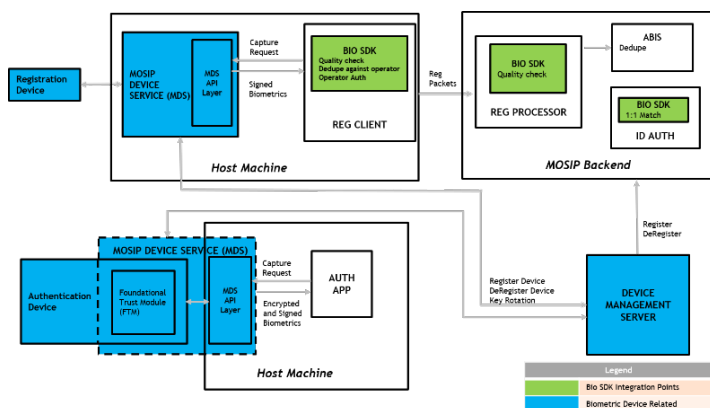 Registration
Device
MOSIP
DEVICE
SERVICE (MDS)
MDS
API
Layer
Capture
Request
Signed
Biometrics
BIO SDK
Quality check
Dedupe against operator
Operator Auth
REG CLIENT
Host Machine
Reg
Packets
BIO SDK
Quality check
REG PROCESSOR
ABIS
Dedupe
BIO SDK
1:1 Match
ID AUTH
MOSIP Backend
MOSIP DEVICE SERVICE (MDS)
Authentication
Device
Foundational
Trust Module
(FTM)
MDS
API
Layer
Capture
Request
Encrypted
and Signed
Biometrics
AUTH
APP
Host Machine
Register
DeRegister
Register Device
DeRegister Device
Key Rotation
DEVICE
MANAGEMENT
SERVER
Legend
Bio SDK Integration Points
Biometric Device Related